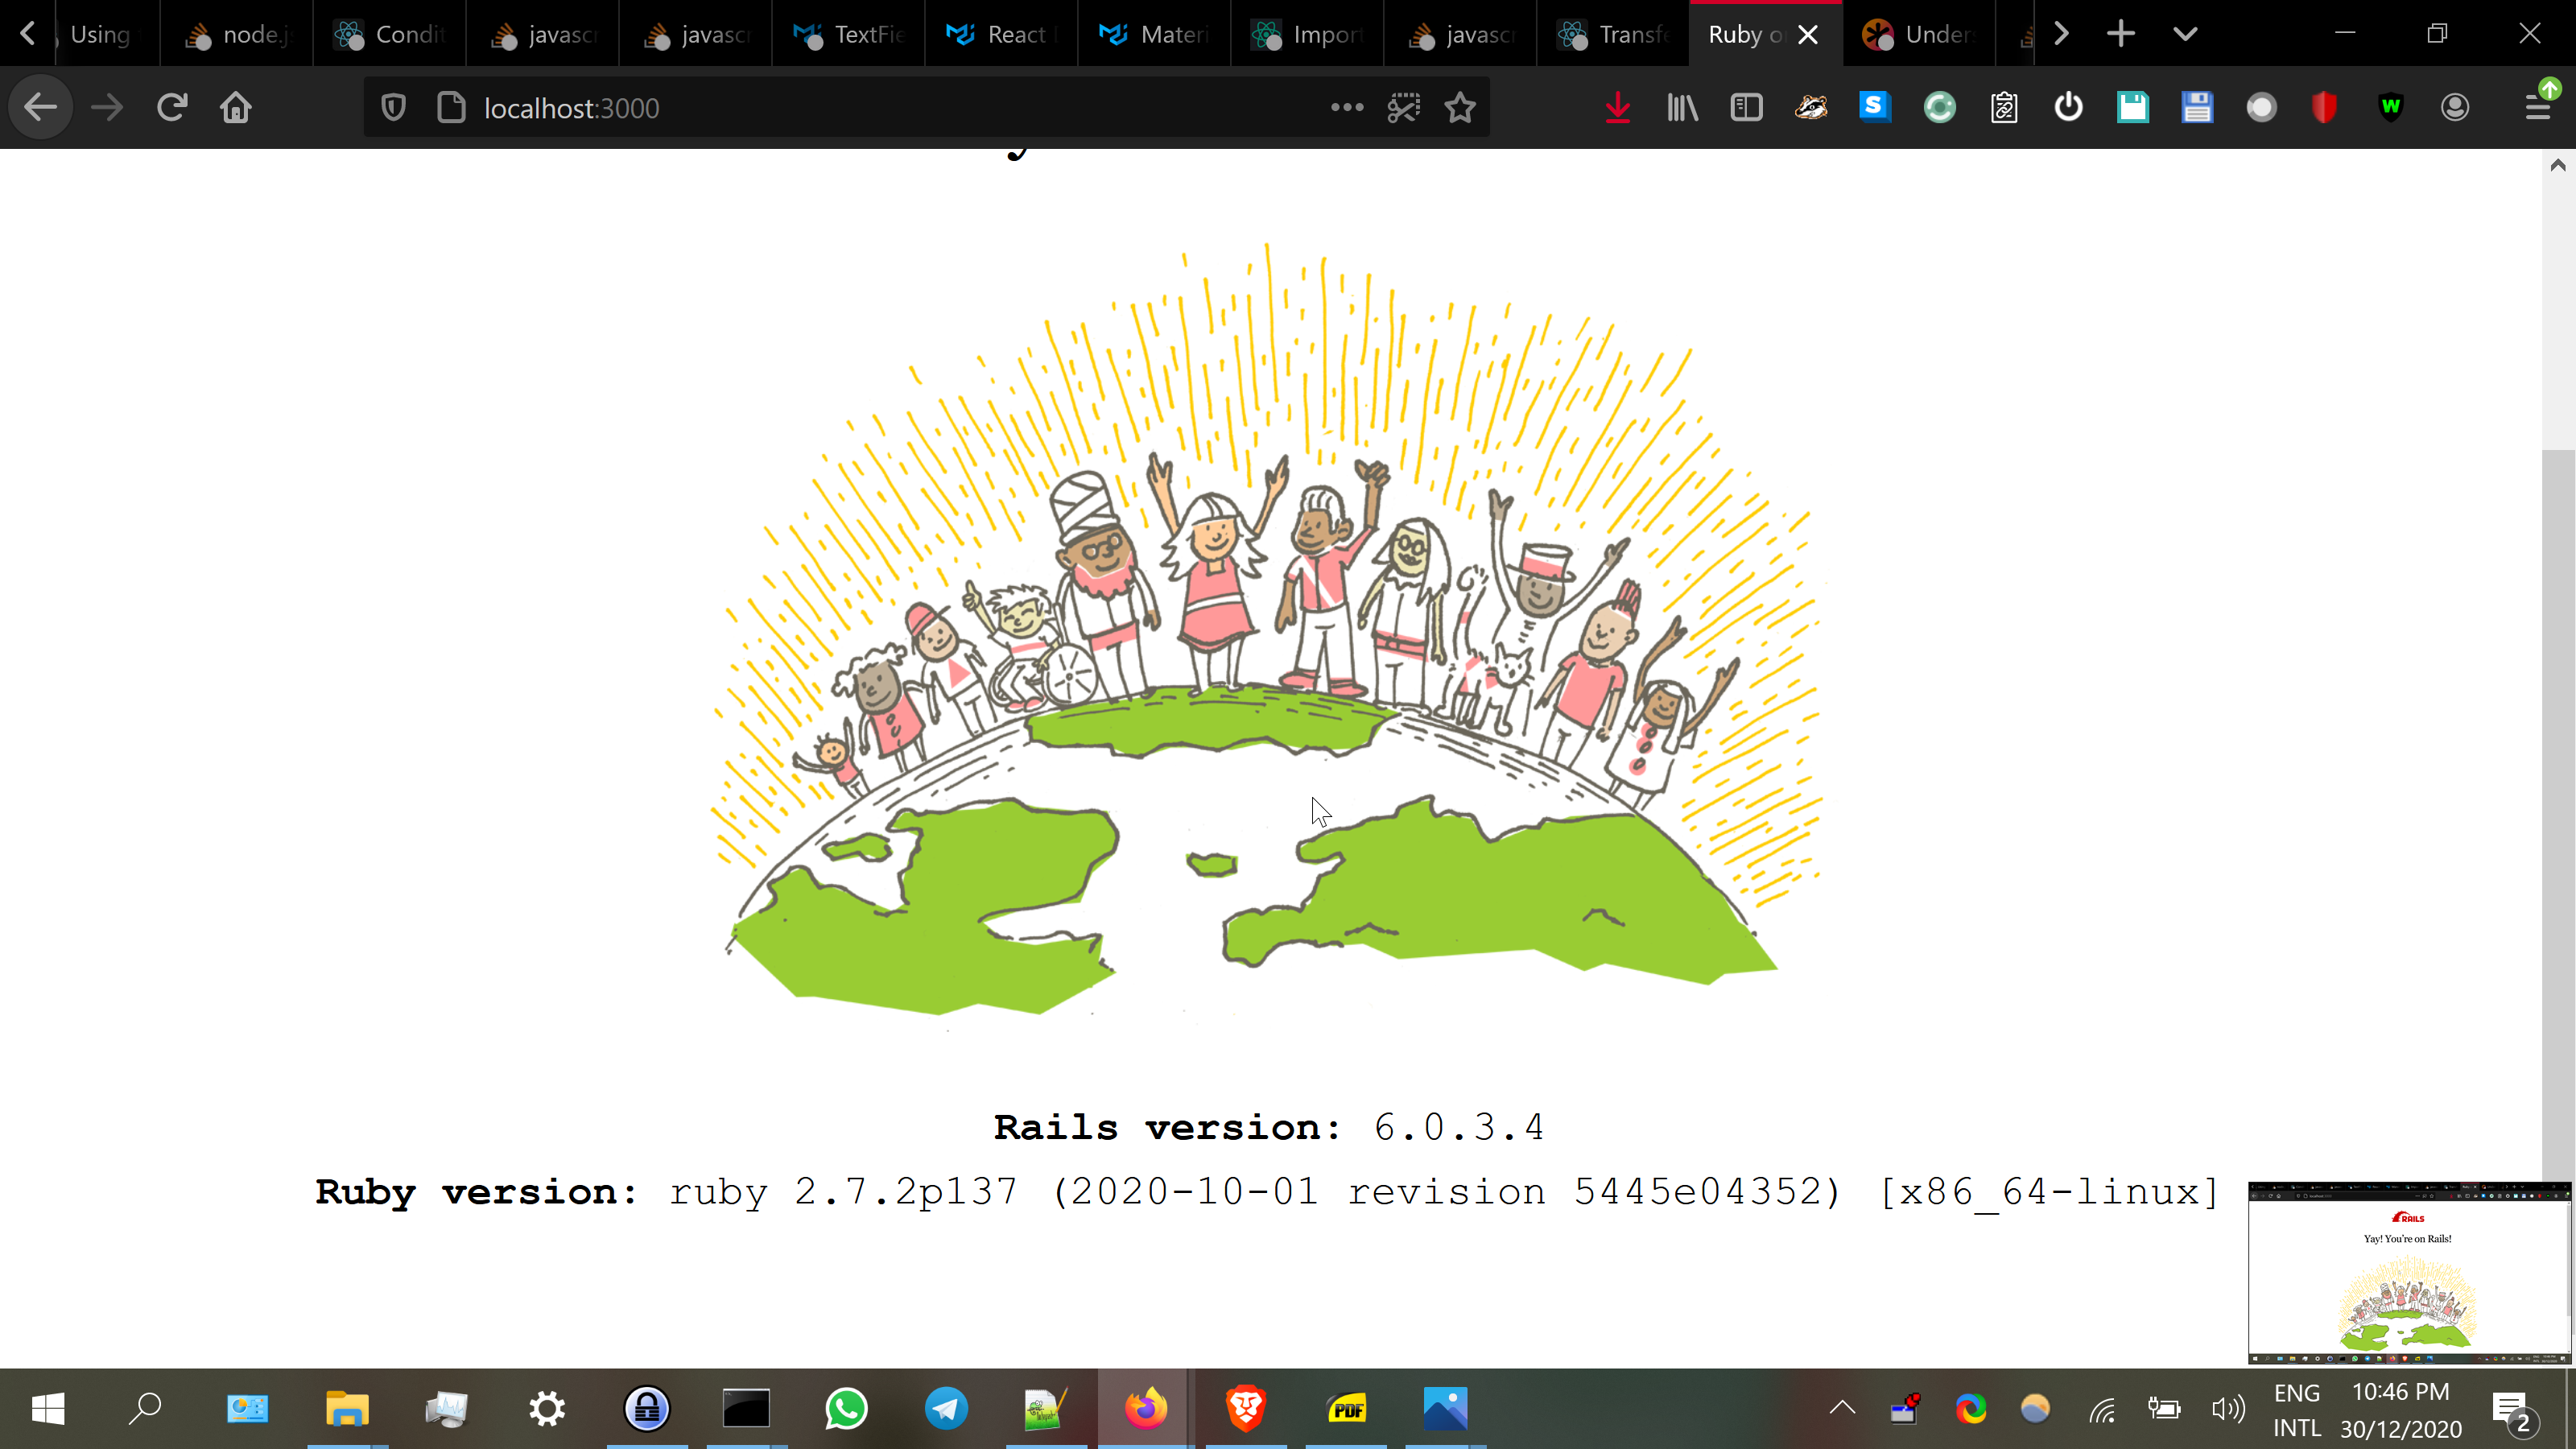 Using node.j Condit javascr javascr TextFie React Materi Import javascr Transfe Ruby o Unders
localhost:3000
Rails version: 6.0.3.4
Ruby version: ruby 2.7.2p137 (2020-10-01 revision 5445e04352) [x86_64-linux]
RAILS
Yay! You're on Rails!
ENG 10:46 PM
INTL 30/12/2020 2
PDF